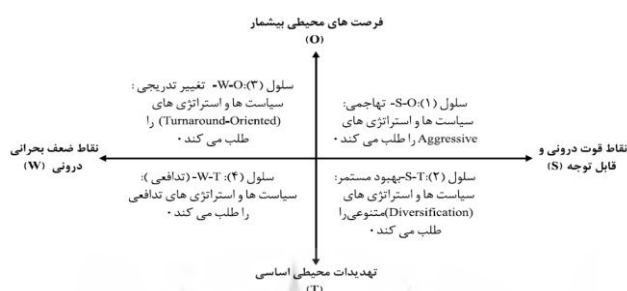 فرصت های محیطی بیشمار
(O)
سلول (۱):S-O- تهاجمی:
سیاست ها و استراتژی های
Aggressive را طلب می کند .
سلول (۳):W-O- تغییر تدریجی :
سیاست ها و استراتژی های
(Turnaround-Oriented) را
طلب می کند .
نقاط قوت درونی و
قابل توجه (S)
نقاط ضعف بحرانی
درونی (W)
سلول (۲):S-T-بهبود مستمر:
سیاست ها و استراتژی های
(Diversification)متنوعی را
طلب می کند .
سلول (۴): W-T- (تدافعی ):
سیاست ها و استراتژی های تدافعی
را طلب می کند .
تهدیدات محیطی اساسی
(T)